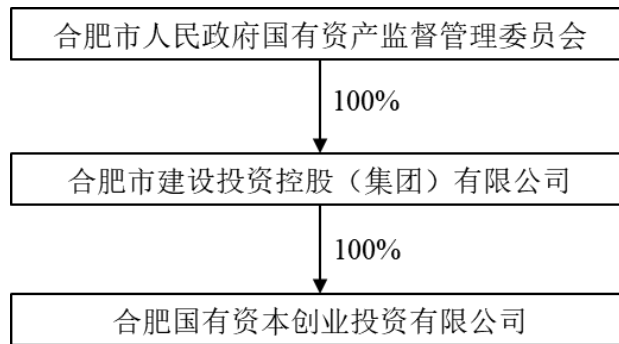 合肥市人民政府国有资产监督管理委员会
100%
合肥市建设投资控股（集团）有限公司
100%
合肥国有资本创业投资有限公司